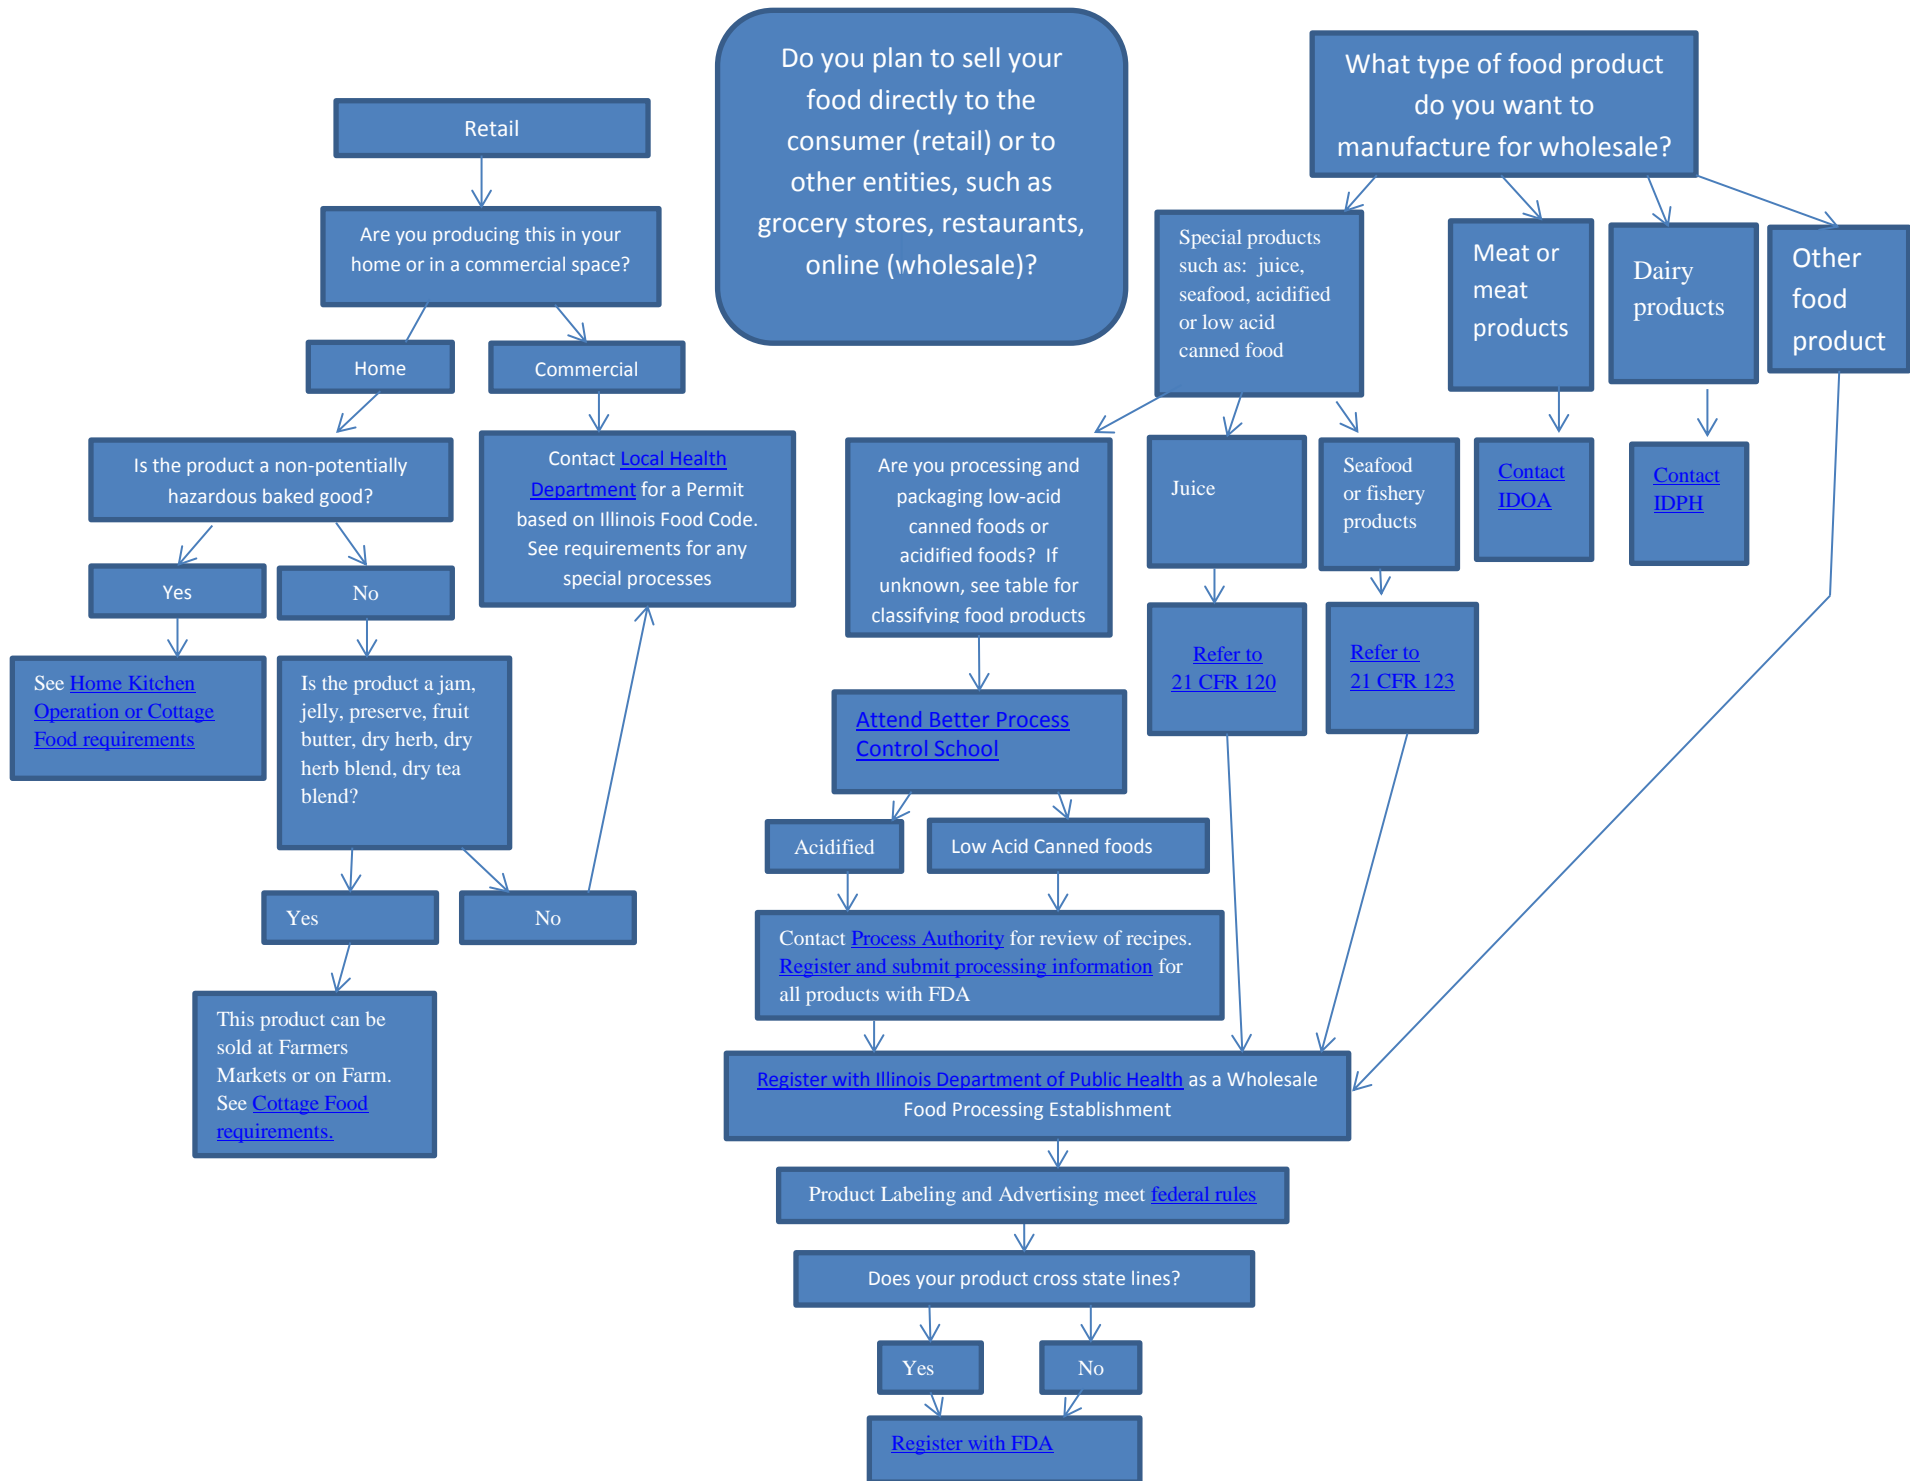 Do you plan to sell your
food directly to the
consumer (retail) or to
other entities, such as
grocery stores, restaurants,
online (wholesale)?
Retail
Are you producing this in your
home or in a commercial space?
Home
Commercial
Is the product a non-potentially
hazardous baked good?
Contact Local Health
Department for a Permit
based on Illinois Food Code.
See requirements for any
special processes
Yes
No
See Home Kitchen
Operation or Cottage
Food requirements
Is the product a jam,
jelly, preserve, fruit
butter, dry herb, dry
herb blend, dry tea
blend?
Yes
No
This product can be
sold at Farmers
Markets or on Farm.
See Cottage Food
requirements.
What type of food product
do you want to
manufacture for wholesale?
Special products
such as:  juice,
seafood, acidified
or low acid
canned food
Meat or
meat
products
Dairy
products
Other
food
product
Are you processing and
packaging low-acid
canned foods or
acidified foods?  If
unknown, see table for
classifying food products
Juice
Seafood
or fishery
products
Contact
IDOA
Contact
IDPH
Refer to
21 CFR 120
Refer to
21 CFR 123
Attend Better Process
Control School
Acidified
Low Acid Canned foods
Contact Process Authority for review of recipes.
Register and submit processing information for
all products with FDA
Register with Illinois Department of Public Health as a Wholesale
Food Processing Establishment
Product Labeling and Advertising meet federal rules
Does your product cross state lines?
Yes
No
Register with FDA